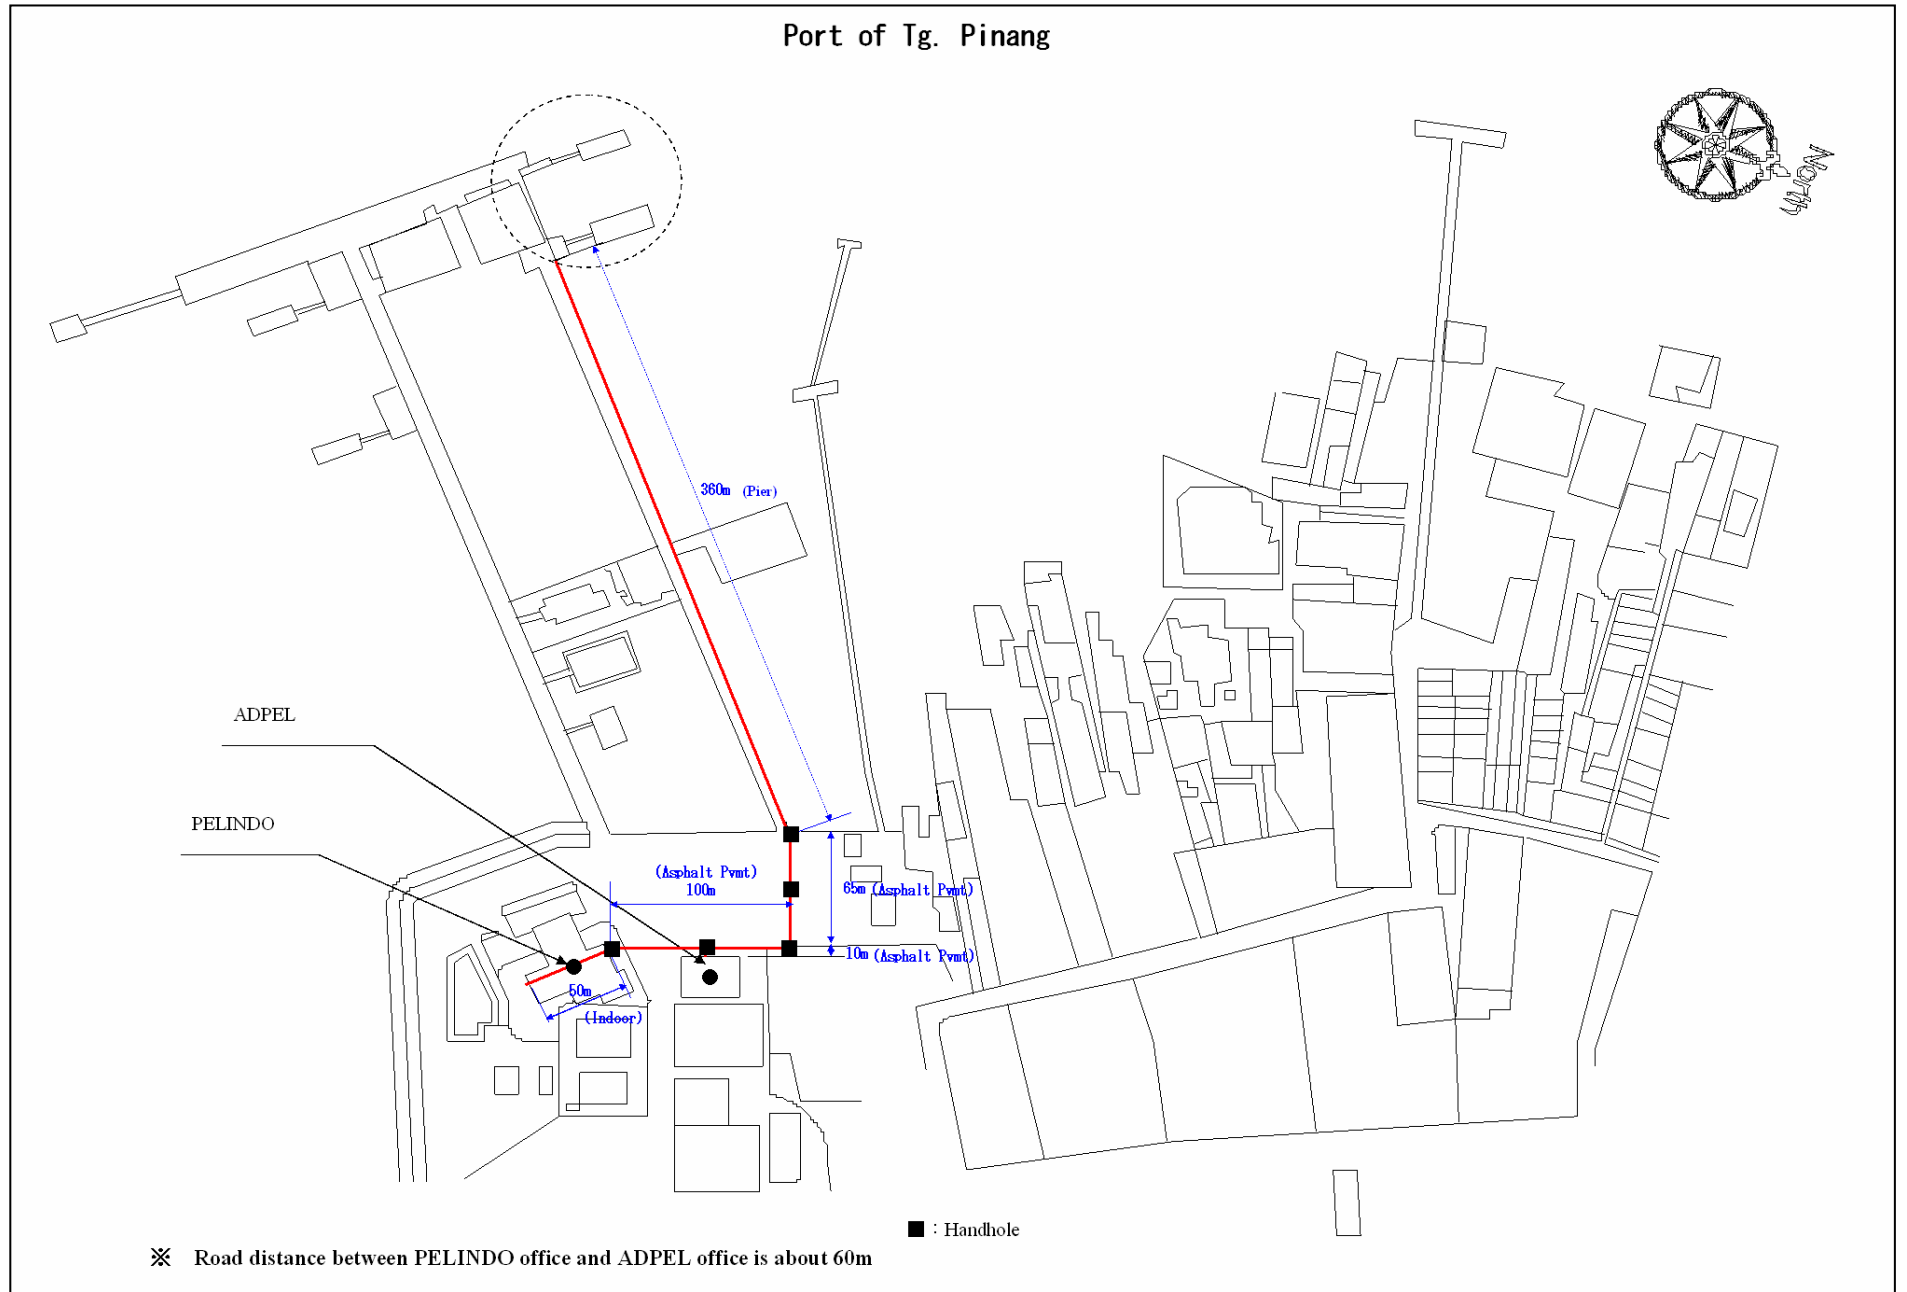 Port of Tg. Pinang
North
360m (Pier)
ADPEL
PELINDO
(Asphalt Pvmt)
100m
65m (Asphalt Pvmt)
10m (Asphalt Pvmt)
50m
(Indoor)
■ : Handhole
※ Road distance between PELINDO office and ADPEL office is about 60m